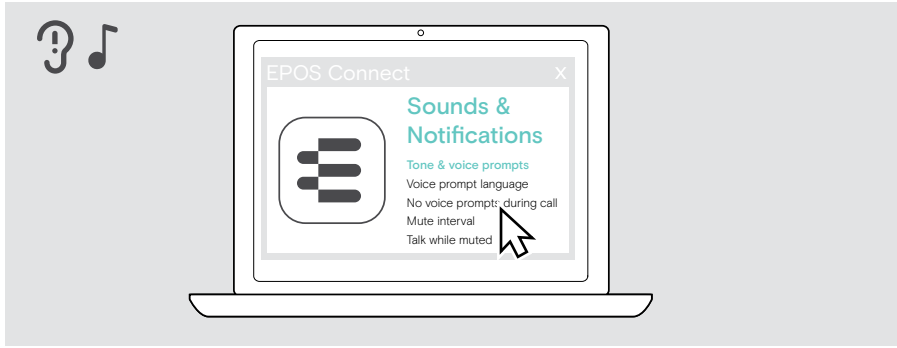 EPOS Connect x
Sounds &
Notifications
Tone & voice prompts
Voice prompt language
No voice prompts during call
Mute interval
Talk while muted